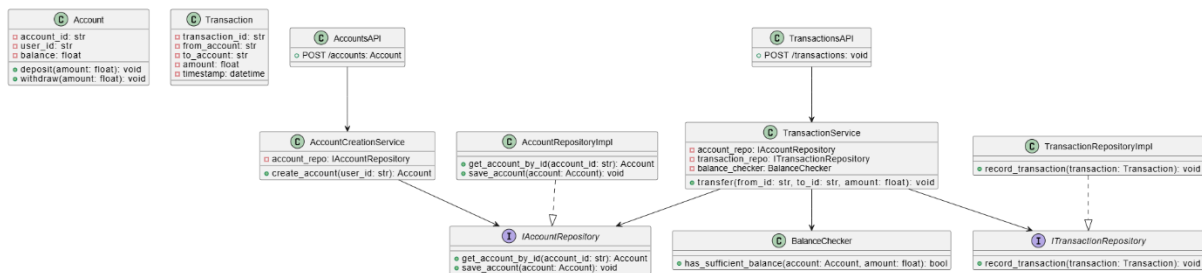 C Account
account_id: str
user_id: str
balance: float
deposit(amount: float): void
withdraw(amount: float): void
C Transaction
transaction_id: str
from_account: str
to_account: str
amount: float
timestamp: datetime
C AccountsAPI
POST /accounts: Account
C TransactionsAPI
POST /transactions: void
C AccountCreationService
account_repo: IAccountRepository
create_account(user_id: str): Account
C AccountRepositoryImpl
get_account_by_id(account_id: str): Account
save_account(account: Account): void
C TransactionService
account_repo: IAccountRepository
transaction_repo: ITransactionRepository
balance_checker: BalanceChecker
transfer(from_id: str, to_id: str, amount: float): void
C TransactionRepositoryImpl
record_transaction(transaction: Transaction): void
I IAccountRepository
get_account_by_id(account_id: str): Account
save_account(account: Account): void
C BalanceChecker
has_sufficient_balance(account: Account, amount: float): bool
I ITransactionRepository
record_transaction(transaction: Transaction): void